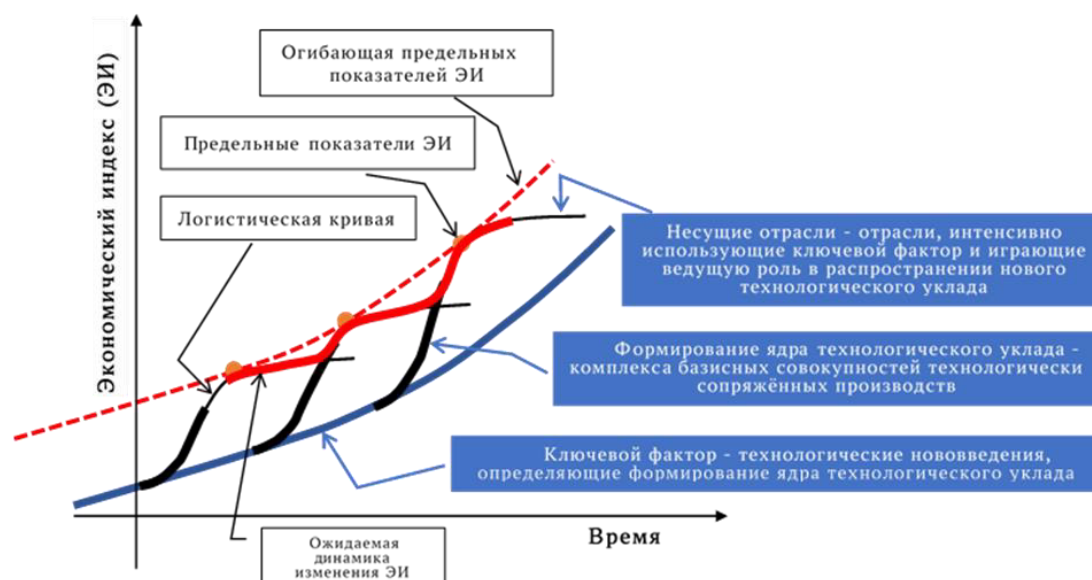 Экономический индекс (ЭИ)
Огибающая предельных
показателей ЭИ
Предельные показатели ЭИ
Логистическая кривая
Несущие отрасли - отрасли, интенсивно
использующие ключевой фактор и играющие
ведущую роль в распространении нового
технологического уклада
Формирование ядра технологического уклада -
комплекса базисных совокупностей технологически
сопряжённых производств
Ключевой фактор - технологические нововведения,
определяющие формирование ядра технологического уклада
Время
Ожидаемая
динамика
изменения ЭИ